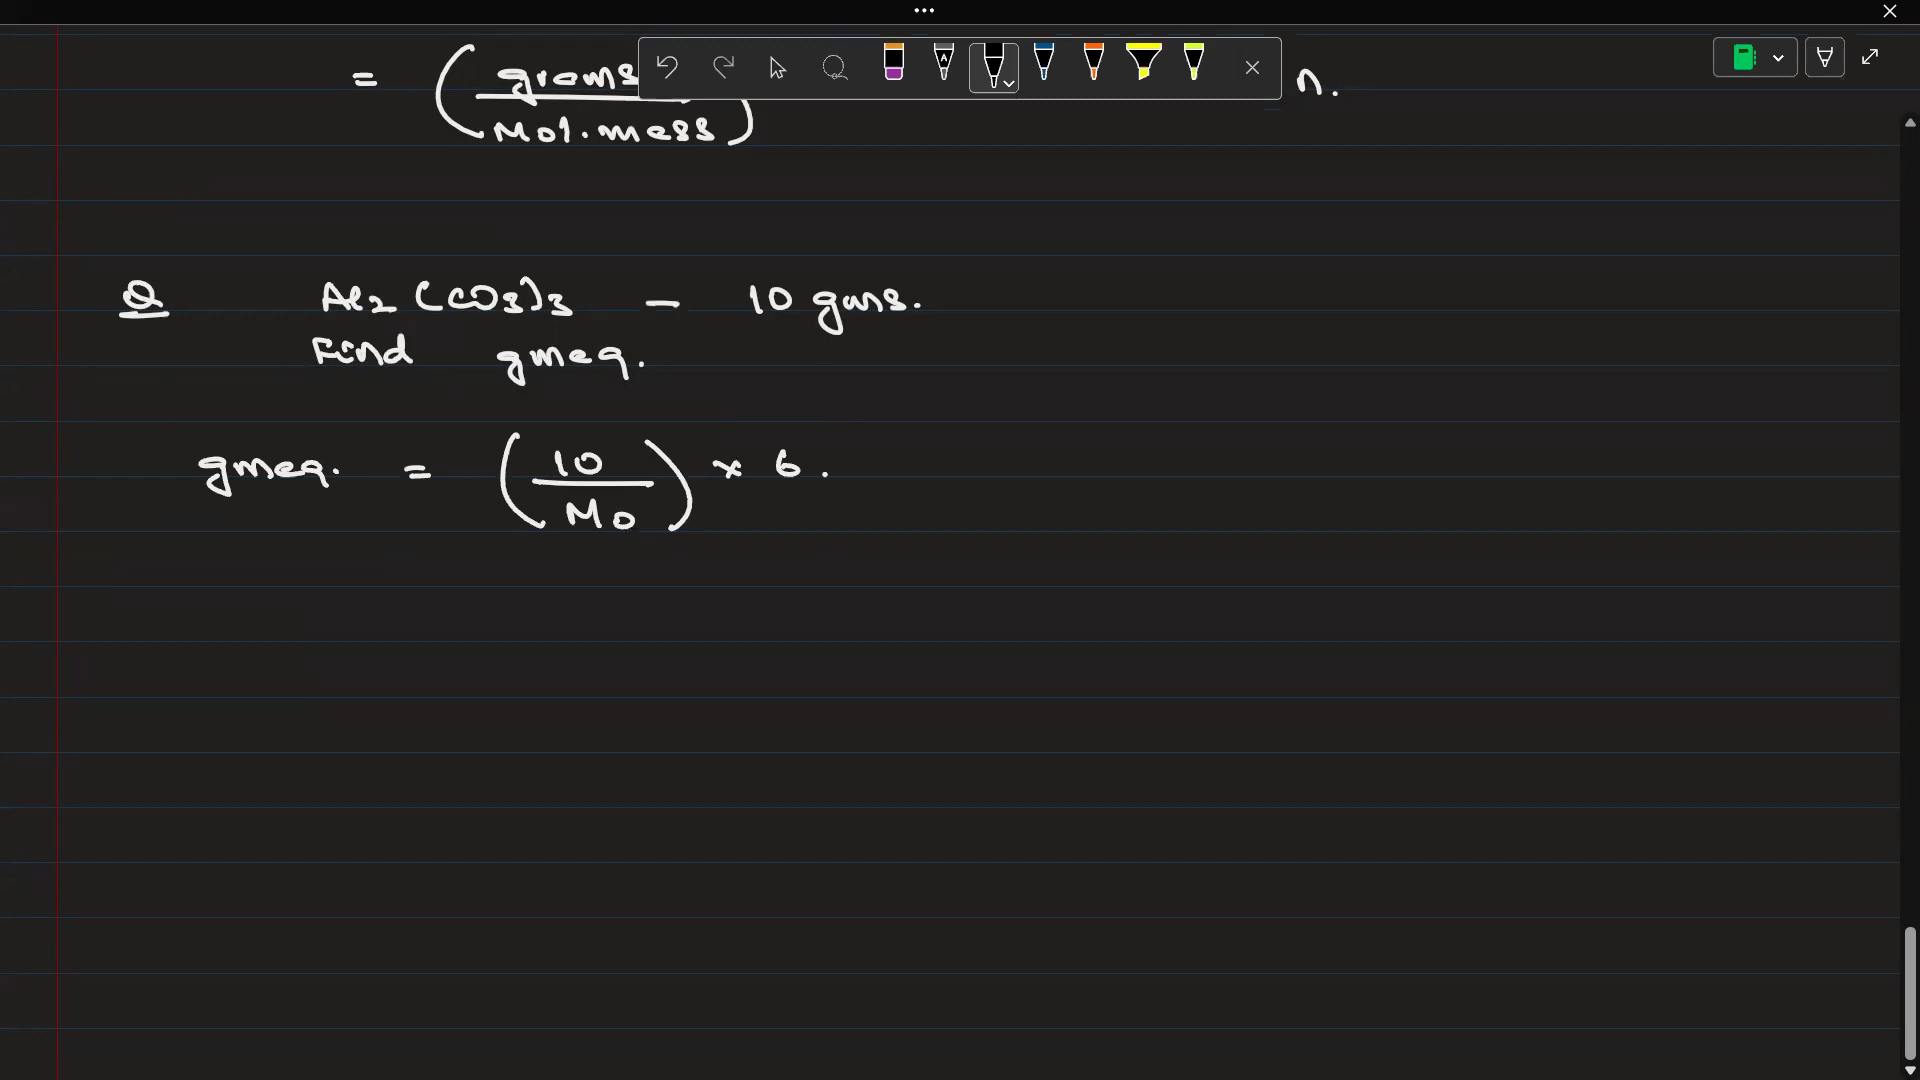 = (grams / Mol.mass) n.
Q Al2(CO3)3 — 10 gms.
Find gmeq.
gmeq. = (10 / M0) × 6.